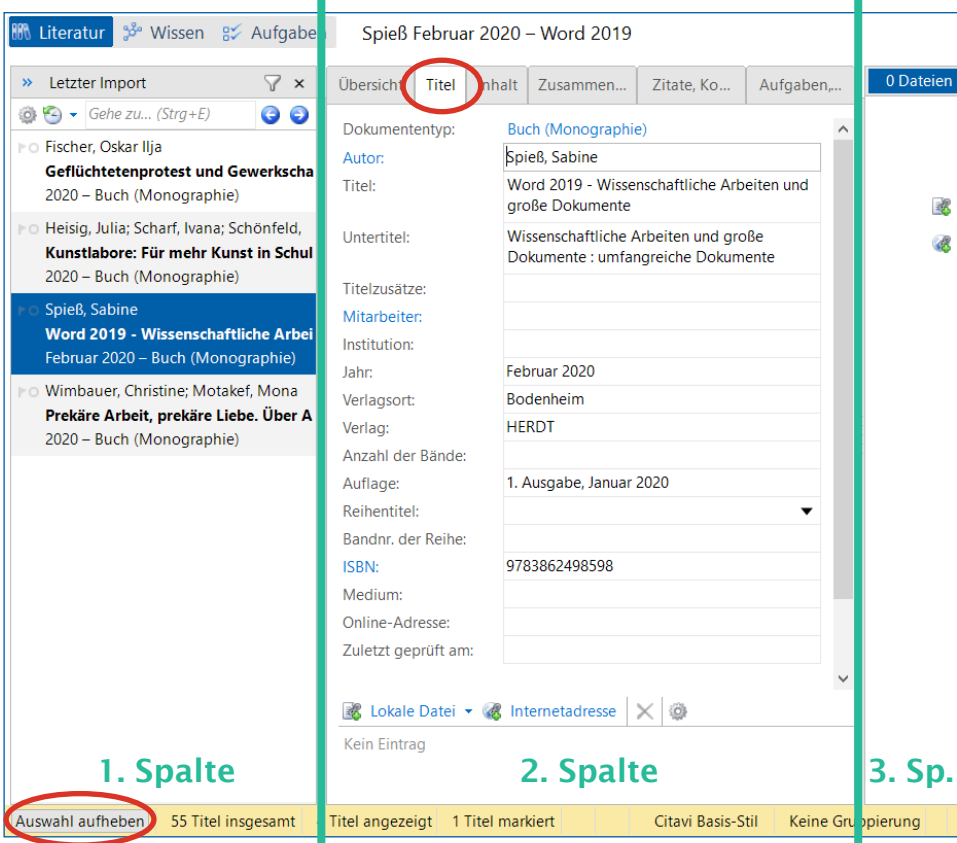 Literatur Wissen Aufgaben
Spieß Februar 2020 – Word 2019
Letzter Import
Gehe zu... (Strg+E)
Fischer, Oskar Ilja
Geflüchtetenprotest und Gewerkscha
2020 – Buch (Monographie)
Heisig, Julia; Scharf, Ivana; Schönfeld,
Kunstlabore: Für mehr Kunst in Schul
2020 – Buch (Monographie)
Spieß, Sabine
Word 2019 - Wissenschaftliche Arbei
Februar 2020 – Buch (Monographie)
Wimbauer, Christine; Motakef, Mona
Prekäre Arbeit, prekäre Liebe. Über A
2020 – Buch (Monographie)
1. Spalte
Übersicht Titel Inhalt Zusammen... Zitate, Ko... Aufgaben,...
Dokumententyp: Buch (Monographie)
Autor: Spieß, Sabine
Titel: Word 2019 - Wissenschaftliche Arbeiten und
große Dokumente
Untertitel: Wissenschaftliche Arbeiten und große
Dokumente : umfangreiche Dokumente
Titelzusätze:
Mitarbeiter:
Institution:
Jahr: Februar 2020
Verlagsort: Bodenheim
Verlag: HERDT
Anzahl der Bände:
Auflage: 1. Ausgabe, Januar 2020
Reihentitel:
Bandnr. der Reihe:
ISBN: 9783862498598
Medium:
Online-Adresse:
Zuletzt geprüft am:
Lokale Datei Internetadresse
Kein Eintrag
2. Spalte
0 Dateien
3. Sp.
Auswahl aufheben 55 Titel insgesamt Titel angezeigt 1 Titel markiert Citavi Basis-Stil Keine Gruppierung